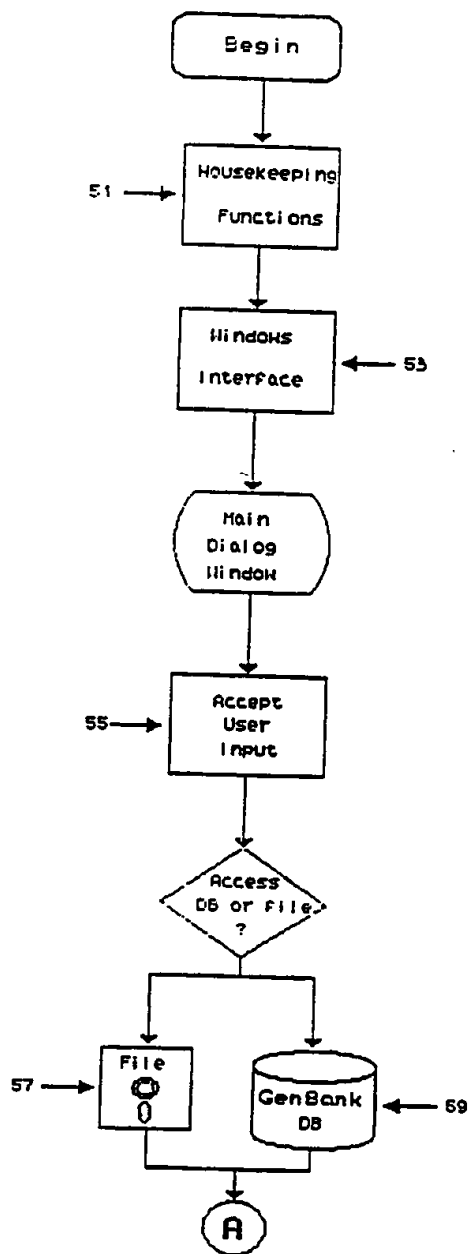 Begin
Housekeeping
Functions
51
Windows
Interface
53
Main
Dialog
Window
Accept
User
Input
55
Access
DB or File
?
File
57
GenBank
DB
59
A